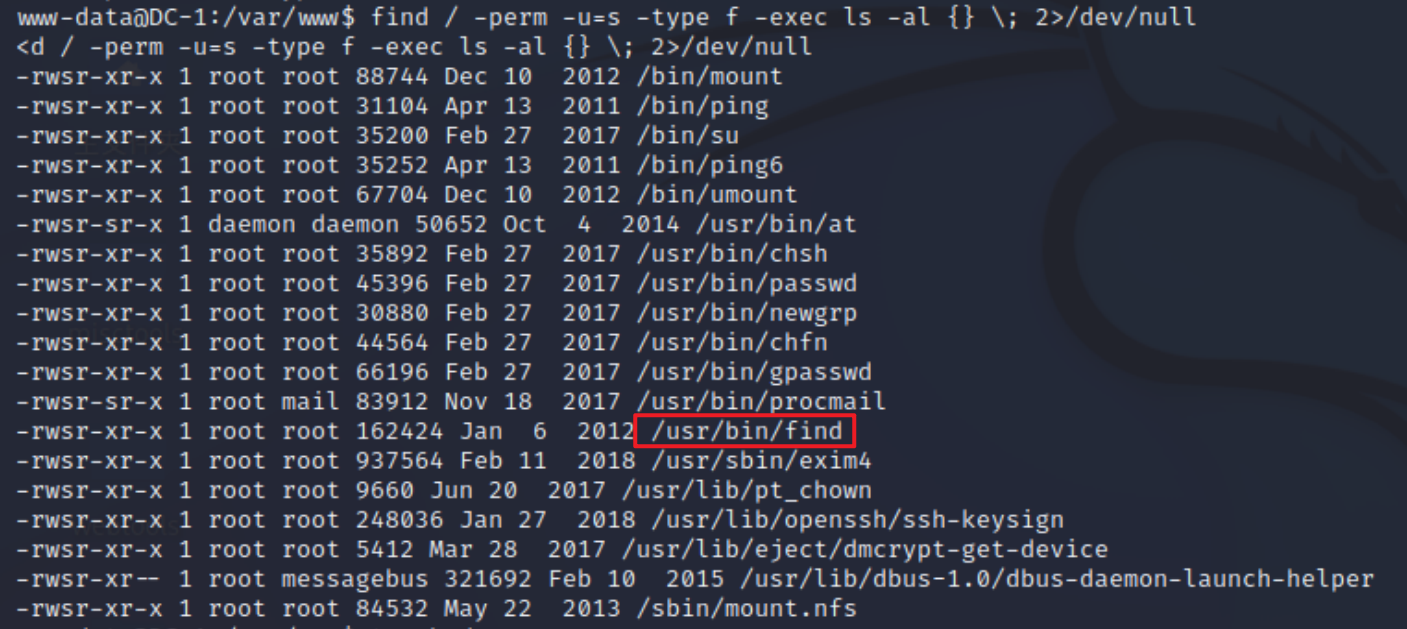 www-data@DC-1:/var/www$ find / -perm -u=s -type f -exec ls -al {} \; 2>/dev/null
<d / -perm -u=s -type f -exec ls -al {} \; 2>/dev/null
-rwsr-xr-x 1 root root 88744 Dec 10  2012 /bin/mount
-rwsr-xr-x 1 root root 31104 Apr 13  2011 /bin/ping
-rwsr-xr-x 1 root root 35200 Feb 27  2017 /bin/su
-rwsr-xr-x 1 root root 35252 Apr 13  2011 /bin/ping6
-rwsr-xr-x 1 root root 67704 Dec 10  2012 /bin/umount
-rwsr-sr-x 1 daemon daemon 50652 Oct  4  2014 /usr/bin/at
-rwsr-xr-x 1 root root 35892 Feb 27  2017 /usr/bin/chsh
-rwsr-xr-x 1 root root 45396 Feb 27  2017 /usr/bin/passwd
-rwsr-xr-x 1 root root 30880 Feb 27  2017 /usr/bin/newgrp
-rwsr-xr-x 1 root root 44564 Feb 27  2017 /usr/bin/chfn
-rwsr-xr-x 1 root root 66196 Feb 27  2017 /usr/bin/gpasswd
-rwsr-sr-x 1 root mail 83912 Nov 18  2017 /usr/bin/procmail
-rwsr-xr-x 1 root root 162424 Jan  6  2012 /usr/bin/find
-rwsr-xr-x 1 root root 937564 Feb 11  2018 /usr/sbin/exim4
-rwsr-xr-x 1 root root 9660 Jun 20  2017 /usr/lib/pt_chown
-rwsr-xr-x 1 root root 248036 Jan 27  2018 /usr/lib/openssh/ssh-keysign
-rwsr-xr-x 1 root root 5412 Mar 28  2017 /usr/lib/eject/dmcrypt-get-device
-rwsr-xr-- 1 root messagebus 321692 Feb 10  2015 /usr/lib/dbus-1.0/dbus-daemon-launch-helper
-rwsr-xr-x 1 root root 84532 May 22  2013 /sbin/mount.nfs